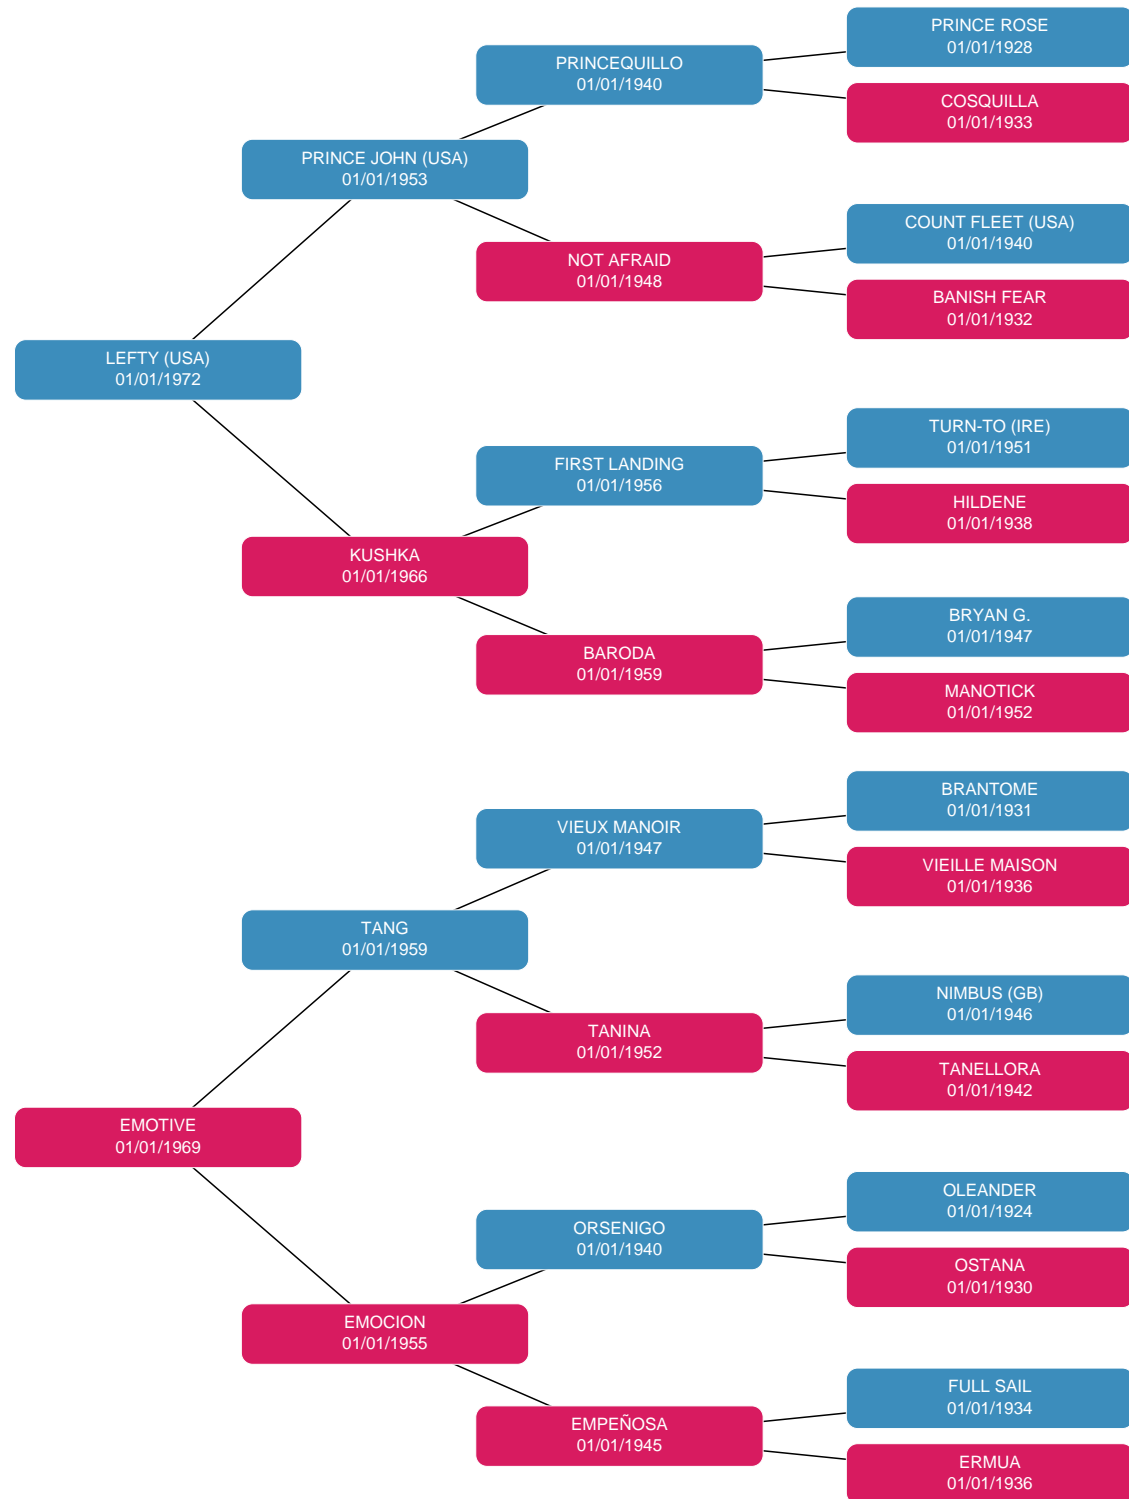 PRINCE ROSE
01/01/1928
PRINCEQUILLO
01/01/1940
COSQUILLA
01/01/1933
PRINCE JOHN (USA)
01/01/1953
COUNT FLEET (USA)
01/01/1940
NOT AFRAID
01/01/1948
BANISH FEAR
01/01/1932
LEFTY (USA)
01/01/1972
TURN-TO (IRE)
01/01/1951
FIRST LANDING
01/01/1956
HILDENE
01/01/1938
KUSHKA
01/01/1966
BRYAN G.
01/01/1947
BARODA
01/01/1959
MANOTICK
01/01/1952
BRANTOME
01/01/1931
VIEUX MANOIR
01/01/1947
VIEILLE MAISON
01/01/1936
TANG
01/01/1959
NIMBUS (GB)
01/01/1946
TANINA
01/01/1952
TANELLORA
01/01/1942
EMOTIVE
01/01/1969
OLEANDER
01/01/1924
ORSENIGO
01/01/1940
OSTANA
01/01/1930
EMOCION
01/01/1955
FULL SAIL
01/01/1934
EMPEÑOSA
01/01/1945
ERMUA
01/01/1936